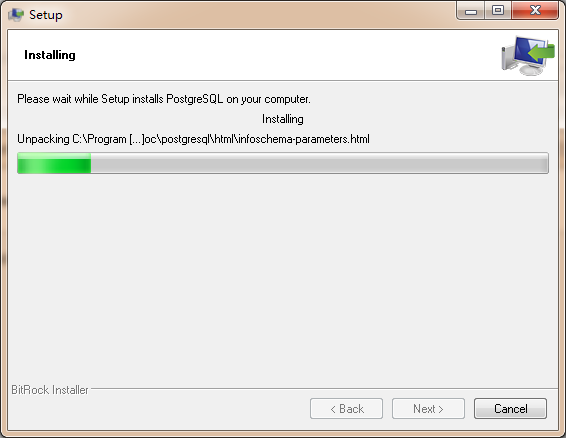 Setup
Installing
Please wait while Setup installs PostgreSQL on your computer.
Installing
Unpacking C:\Program [...]oc\postgresql\html\infoschema-parameters.html
BitRock Installer
< Back
Next >
Cancel